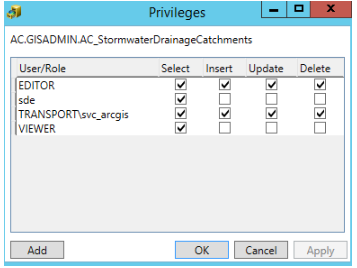 Privileges
AC.GISADMIN.AC_StormwaterDrainageCatchments
User/Role Select Insert Update Delete
EDITOR
sde
TRANSPORT\svc_arcgis
VIEWER
Add OK Cancel Apply